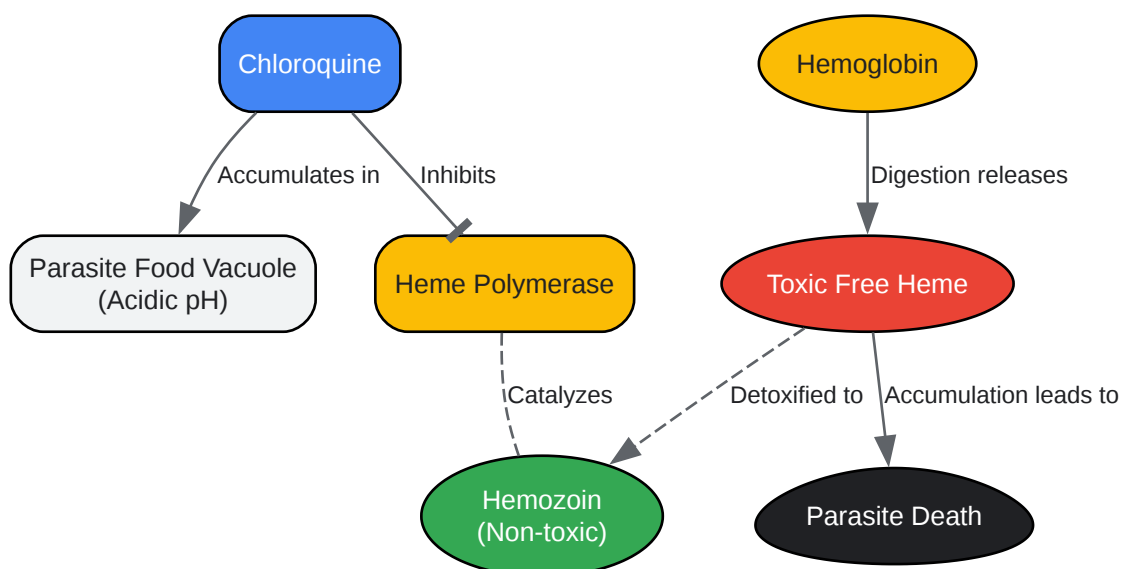 Chloroquine
Hemoglobin
Accumulates in
Inhibits
Digestion releases
Parasite Food Vacuole
(Acidic pH)
Heme Polymerase
Toxic Free Heme
Catalyzes
Detoxified to
Accumulation leads to
Hemozoin
(Non-toxic)
Parasite Death